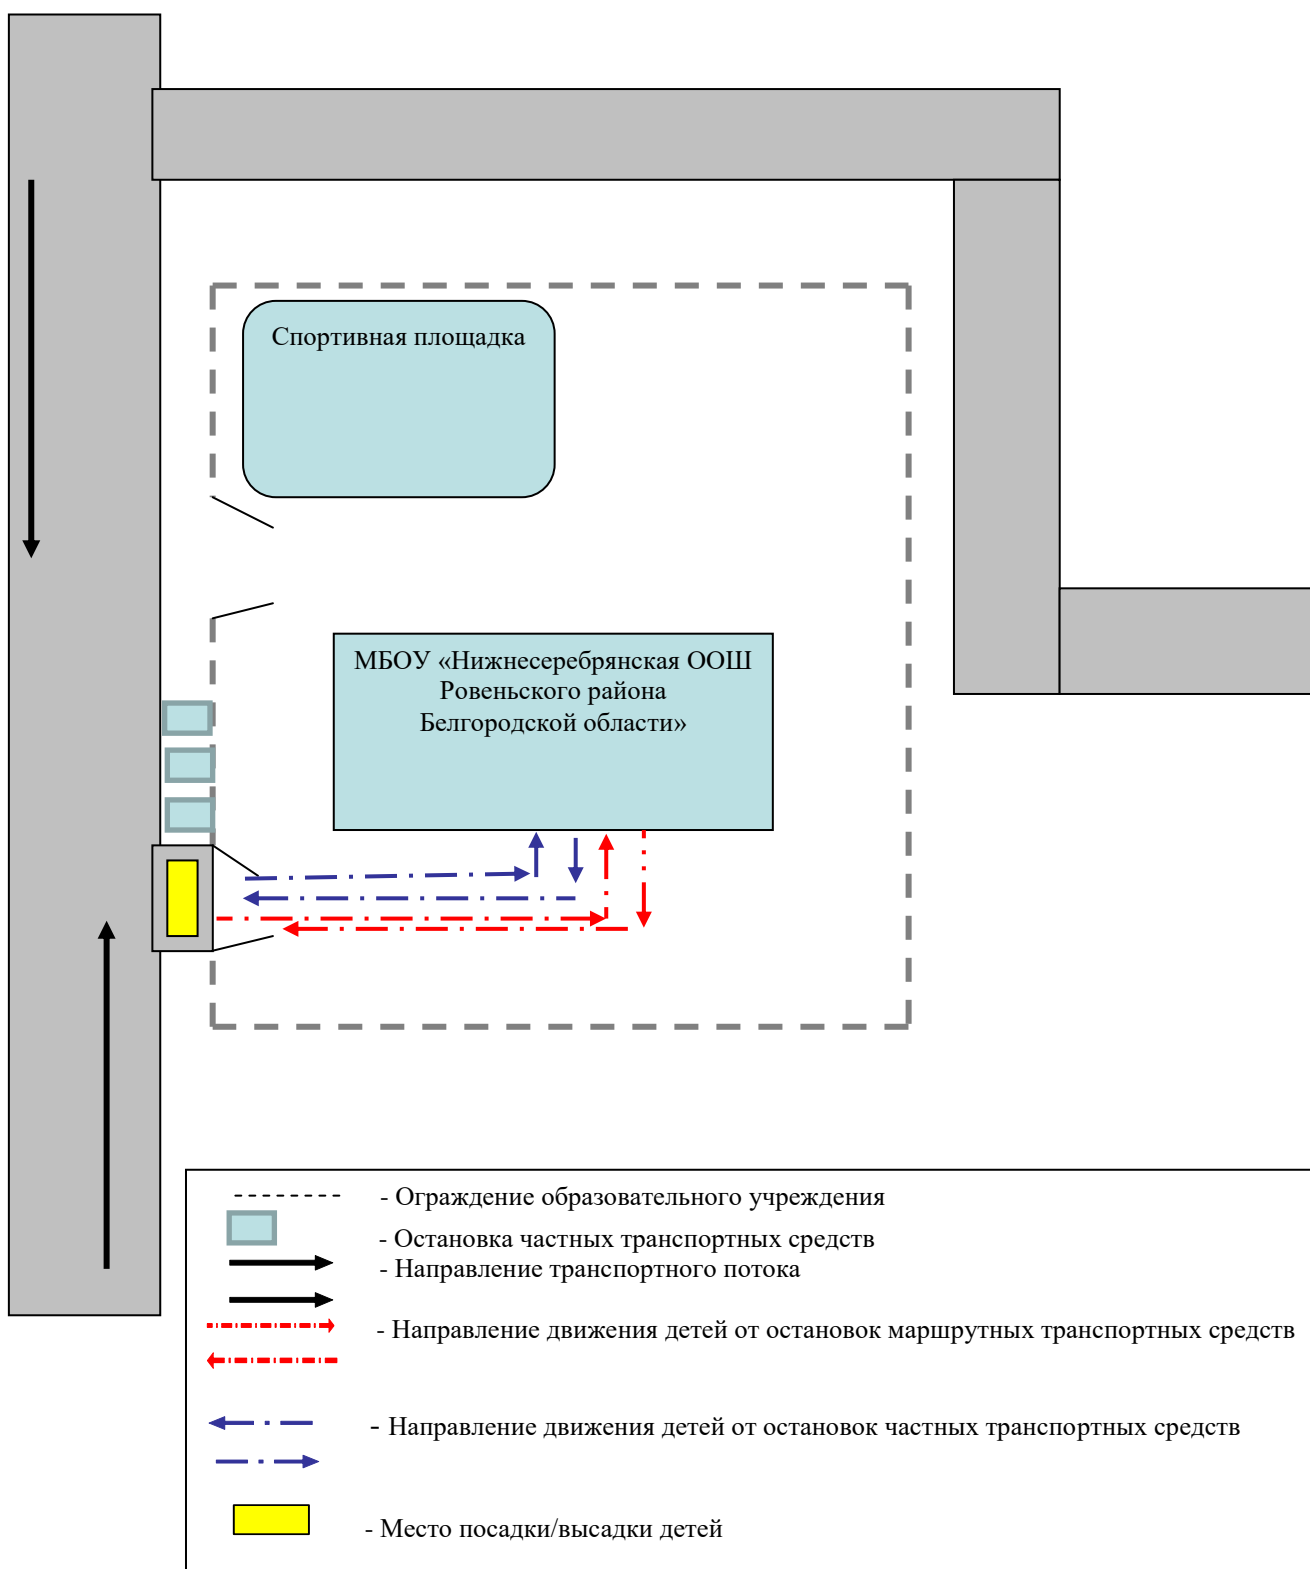 Спортивная площадка
МБОУ «Нижнесеребрянская ООШ
Ровеньского района
Белгородской области»
- Ограждение образовательного учреждения
- Остановка частных транспортных средств
- Направление транспортного потока
- Направление движения детей от остановок маршрутных транспортных средств
- Направление движения детей от остановок частных транспортных средств
- Место посадки/высадки детей